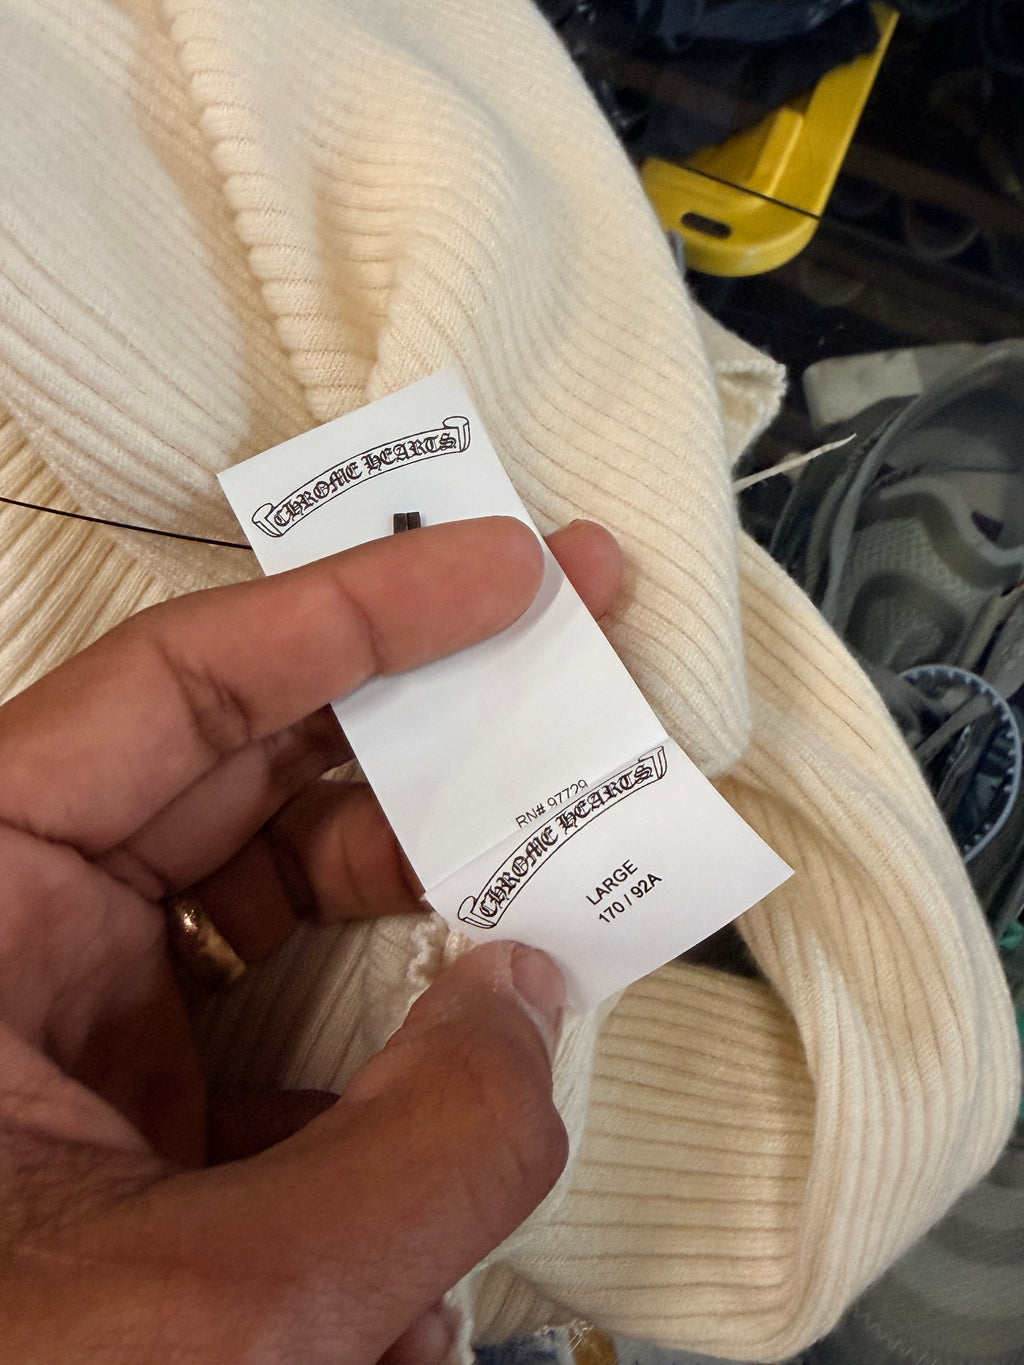 CHROME HEARTS
RN# 97729
CHROME HEARTS
LARGE
170 / 92A